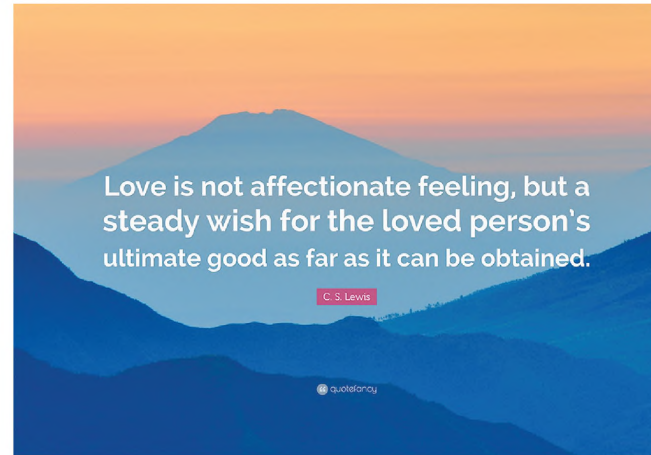 Love is not affectionate feeling, but a
steady wish for the loved person's
ultimate good as far as it can be obtained.
C. S. Lewis
quotefancy